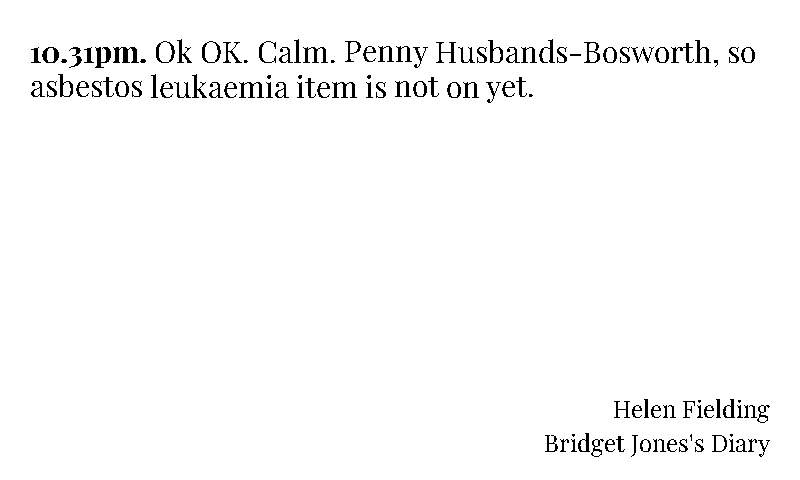 10.31pm. Ok OK. Calm. Penny Husbands-Bosworth, so
asbestos leukaemia item is not on yet.
Helen Fielding
Bridget Jones's Diary